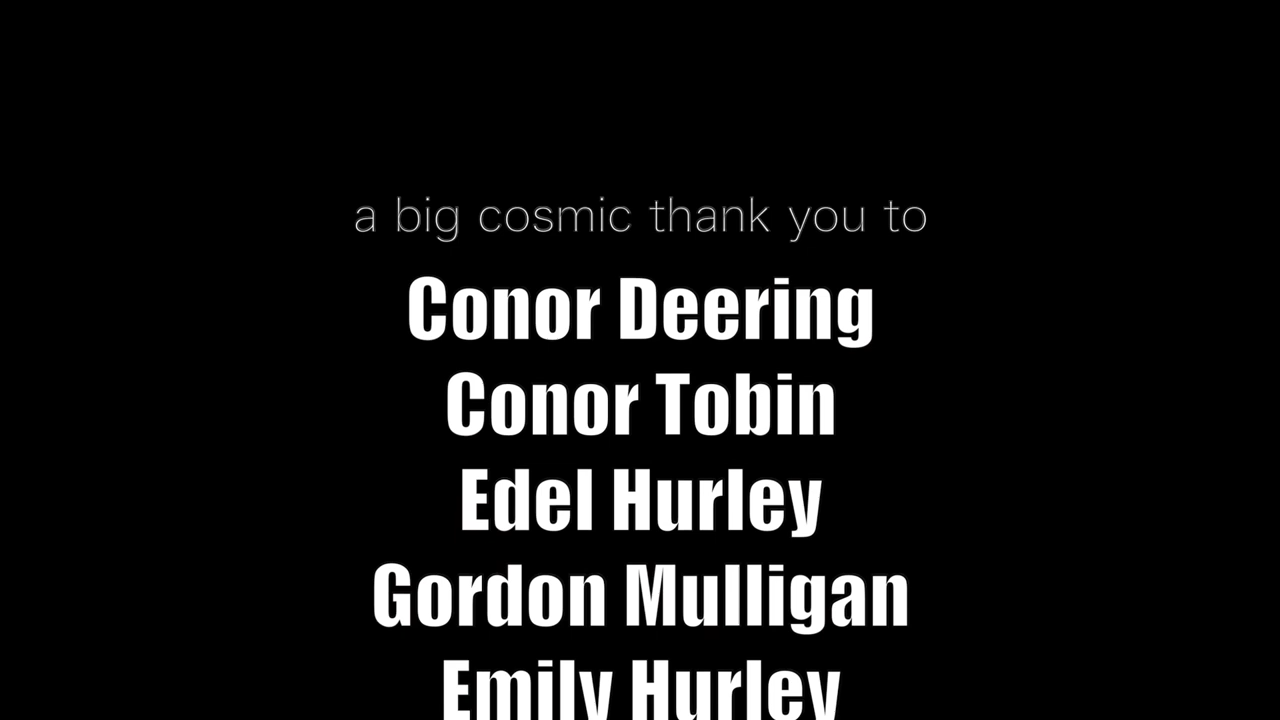 a big cosmic thank you to
Conor Deering
Conor Tobin
Edel Hurley
Gordon Mulligan
Emily Hurley